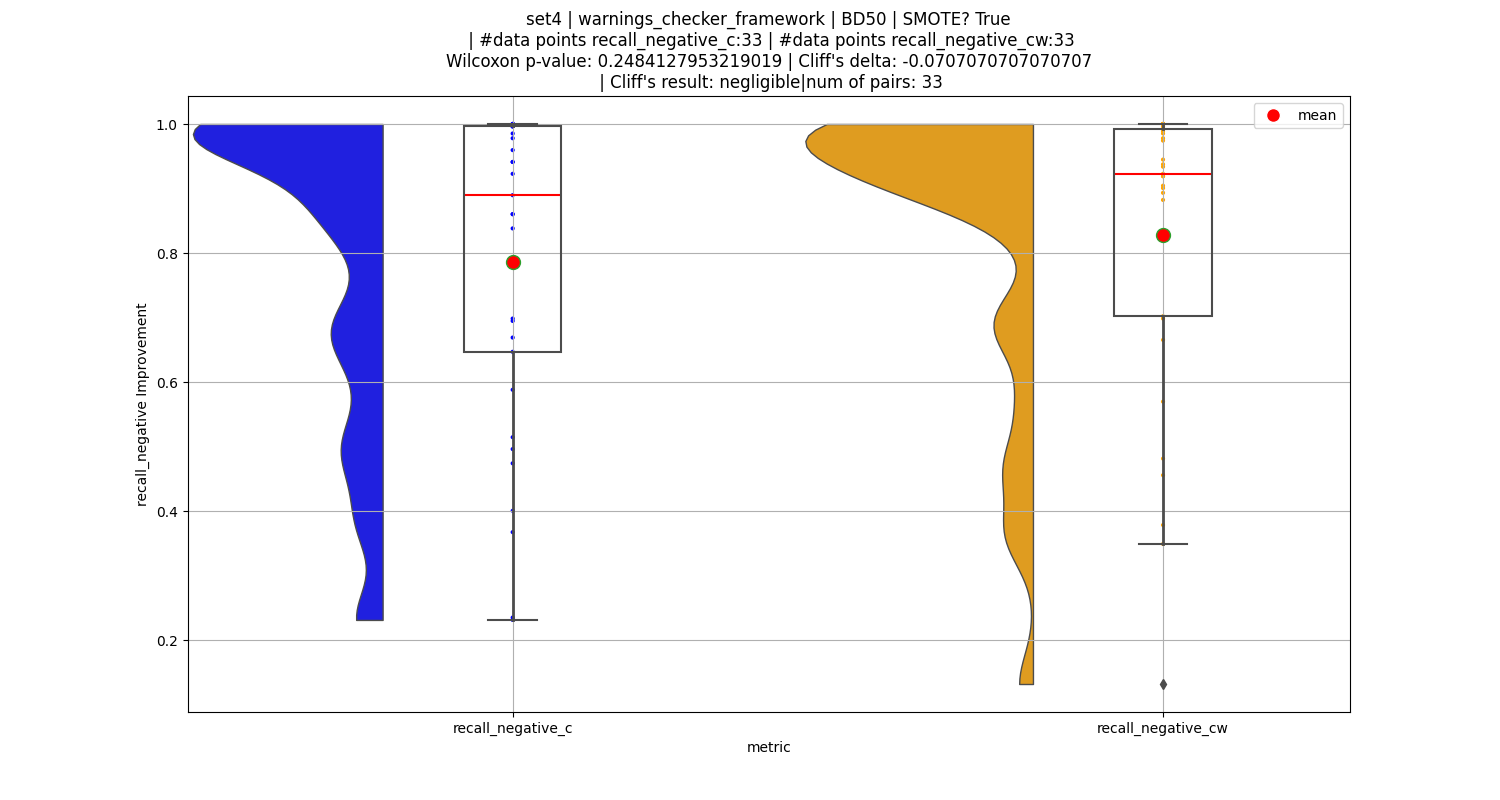 set4 | warnings_checker_framework | BD50 | SMOTE? True
| #data points recall_negative_c:33 | #data points recall_negative_cw:33
Wilcoxon p-value: 0.2484127953219019 | Cliff's delta: -0.0707070707070707
| Cliff's result: negligible|num of pairs: 33
mean
1.0
0.8
0.6
0.4
0.2
recall_negative Improvement
recall_negative_c
recall_negative_cw
metric